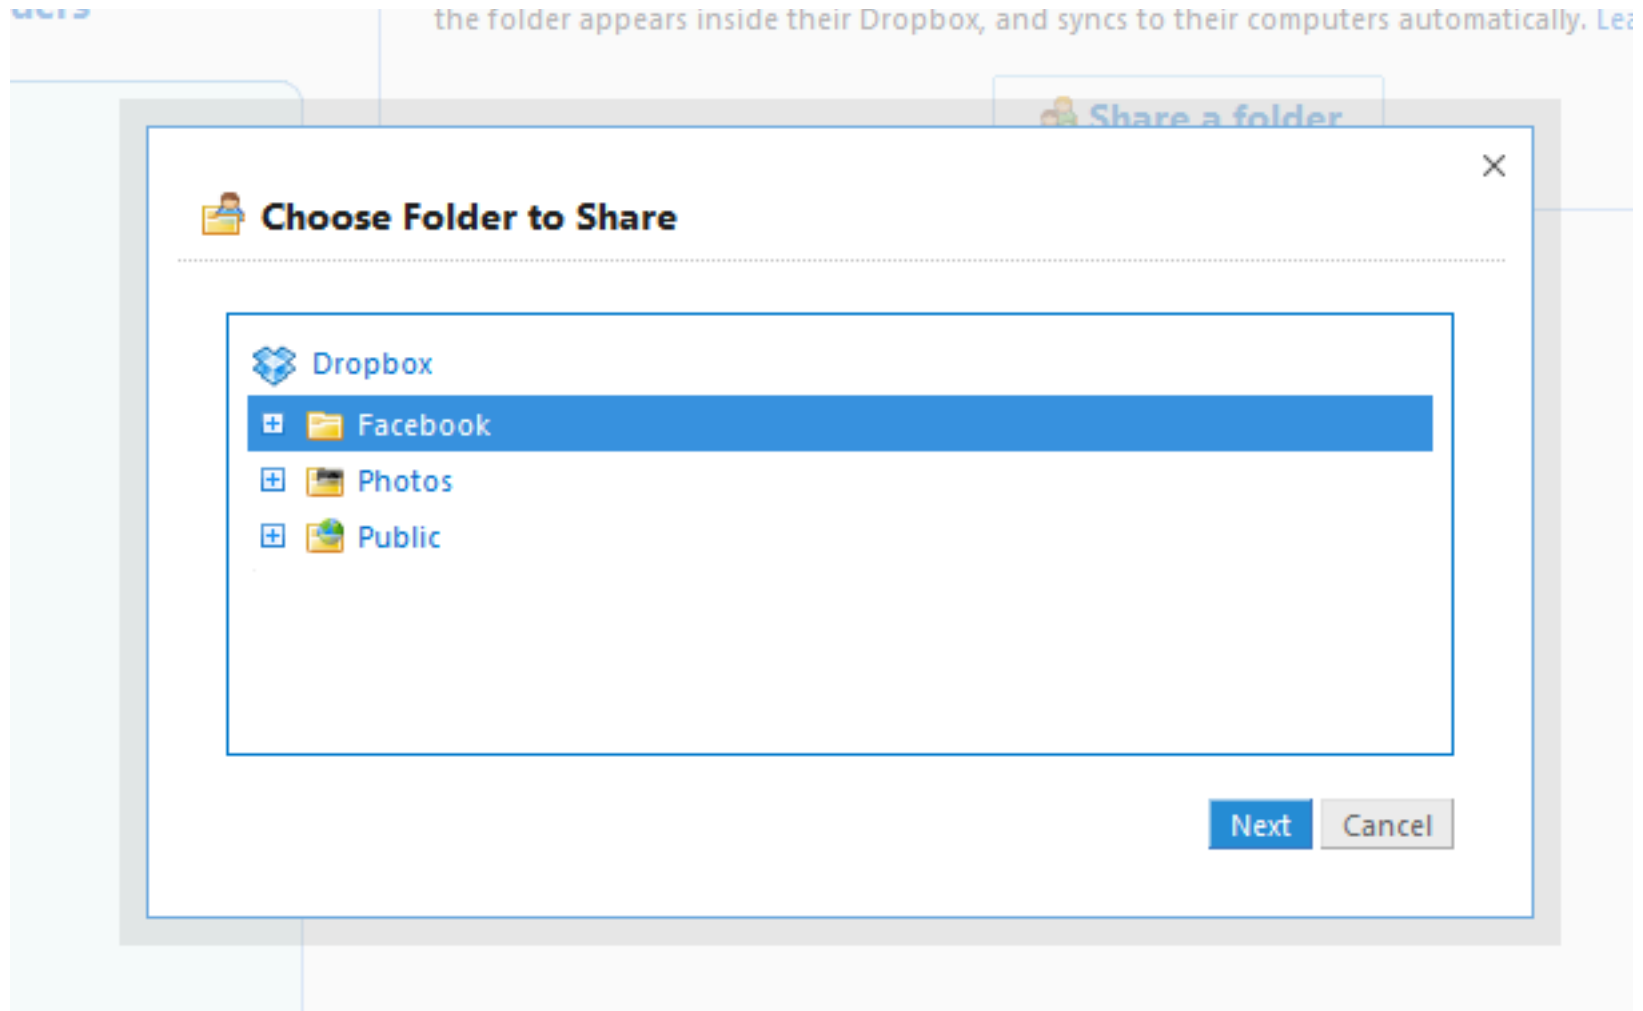 the folder appears inside their Dropbox, and syncs to their computers automatically.
Share a folder
Choose Folder to Share
Dropbox
Facebook
Photos
Public
Next Cancel